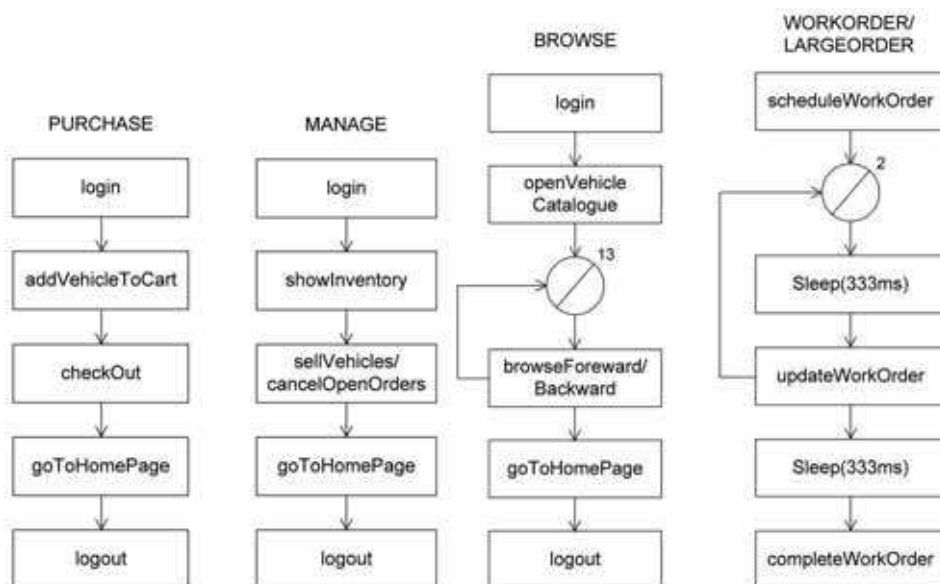 PURCHASE
login
addVehicleToCart
checkOut
goToHomePage
logout
MANAGE
login
showInventory
sellVehicles/
cancelOpenOrders
goToHomePage
logout
BROWSE
login
openVehicle
Catalogue
13
browseForeward/
Backward
goToHomePage
logout
WORKORDER/
LARGEORDER
scheduleWorkOrder
2
Sleep(333ms)
updateWorkOrder
Sleep(333ms)
completeWorkOrder